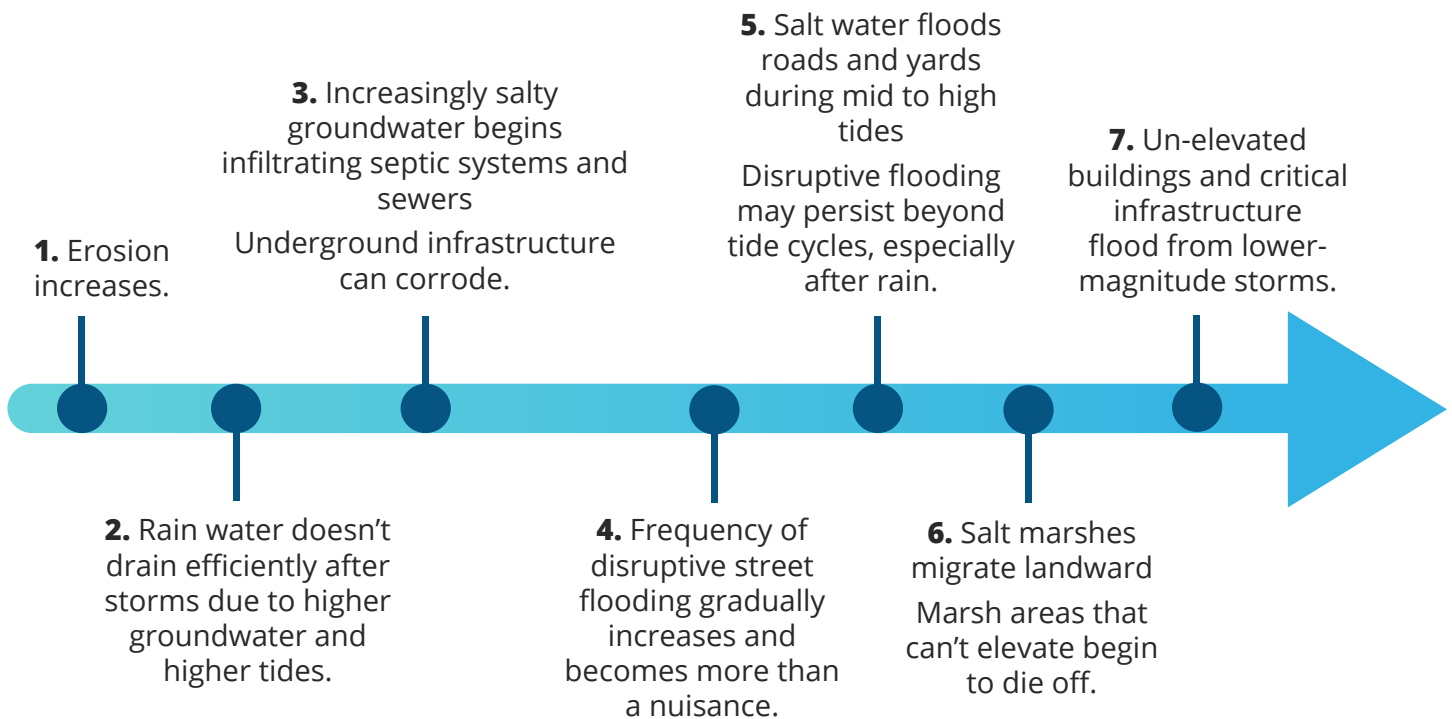 1. Erosion
increases.
2. Rain water doesn’t
drain efficiently after
storms due to higher
groundwater and
higher tides.
3. Increasingly salty
groundwater begins
infiltrating septic systems and
sewers
Underground infrastructure
can corrode.
4. Frequency of
disruptive street
flooding gradually
increases and
becomes more than
a nuisance.
5. Salt water floods
roads and yards
during mid to high
tides
Disruptive flooding
may persist beyond
tide cycles, especially
after rain.
6. Salt marshes
migrate landward
Marsh areas that
can’t elevate begin
to die off.
7. Un-elevated
buildings and critical
infrastructure
flood from lower-
magnitude storms.